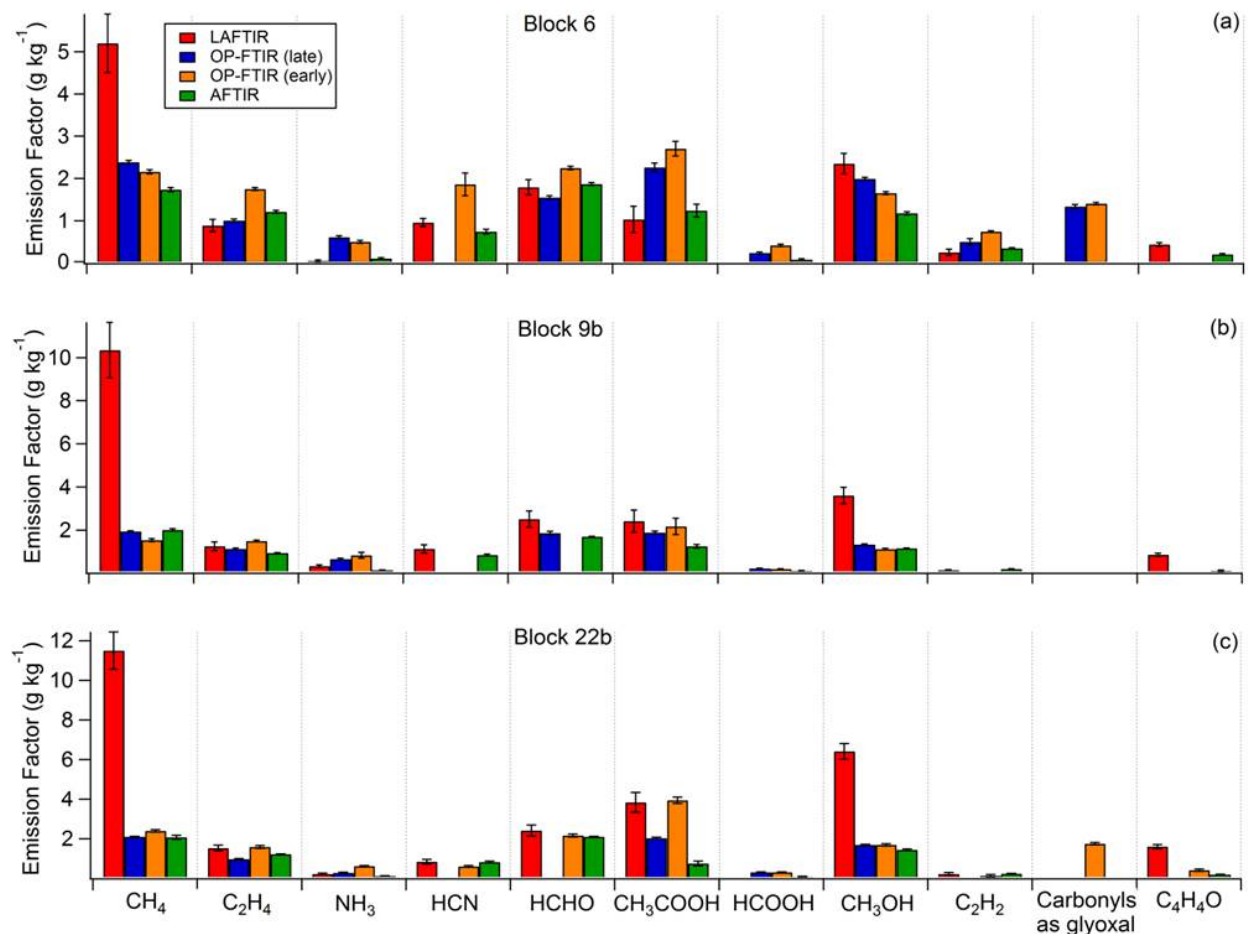 Block 6
(a)
LAFTIR
OP-FTIR (late)
OP-FTIR (early)
AFTIR
Emission Factor (g kg⁻¹)
5
4
3
2
1
0
Block 9b
(b)
Emission Factor (g kg⁻¹)
10
8
6
4
2
Block 22b
(c)
Emission Factor (g kg⁻¹)
12
10
8
6
4
2
CH₄ C₂H₄ NH₃ HCN HCHO CH₃COOH HCOOH CH₃OH C₂H₂ Carbonyls as glyoxal C₄H₄O